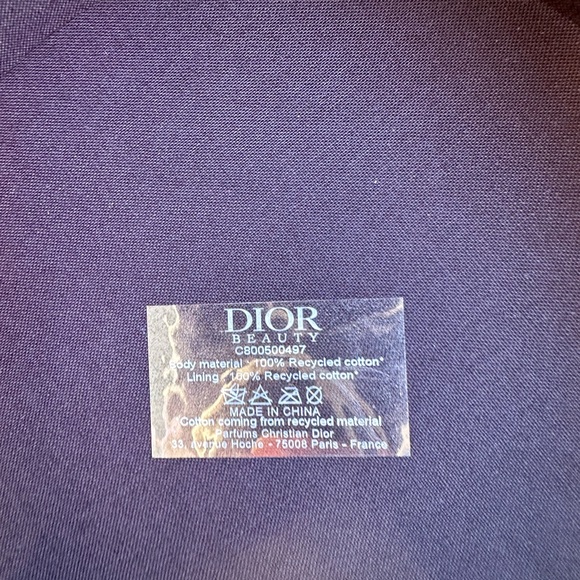 DIOR
BEAUTY
C800500497
Body material : 100% Recycled cotton*
Lining : 100% Recycled cotton*
MADE IN CHINA
*Cotton coming from recycled material
Parfums Christian Dior
33, avenue Hoche - 75008 Paris - France